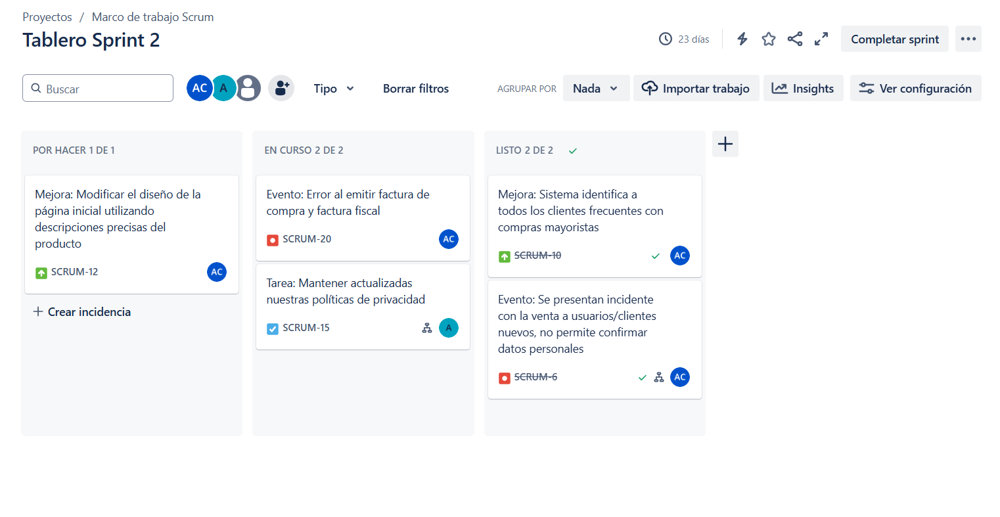 Proyectos / Marco de trabajo Scrum
Tablero Sprint 2
23 días
Completar sprint
Buscar
AC
A
Tipo
Borrar filtros
AGRUPAR POR
Nada
Importar trabajo
Insights
Ver configuración
POR HACER 1 DE 1
Mejora: Modificar el diseño de la
página inicial utilizando
descripciones precisas del
producto
SCRUM-12
AC
Crear incidencia
EN CURSO 2 DE 2
Evento: Error al emitir factura de
compra y factura fiscal
SCRUM-20
AC
Tarea: Mantener actualizadas
nuestras políticas de privacidad
SCRUM-15
A
LISTO 2 DE 2
Mejora: Sistema identifica a
todos los clientes frecuentes con
compras mayoristas
SCRUM-10
AC
Evento: Se presentan incidente
con la venta a usuarios/clientes
nuevos, no permite confirmar
datos personales
SCRUM-6
AC